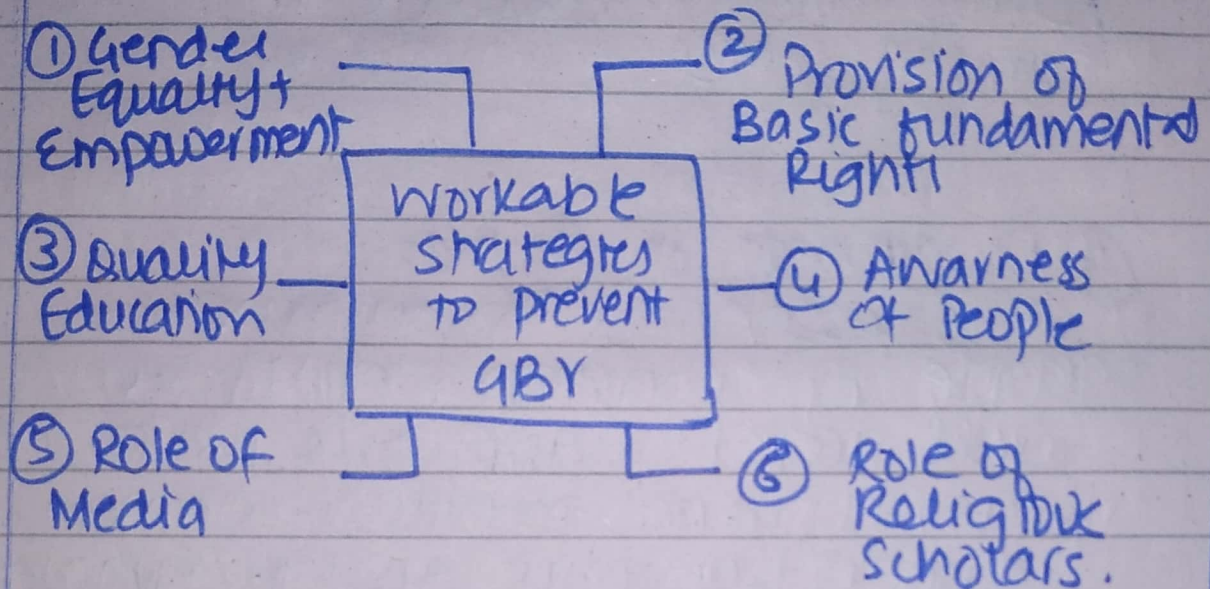 ① Gender
Equality +
Empowerment
② Provision of
Basic fundamental
Right
workable
strategies
to prevent
GBV
③ Quality
Education
④ Awarness
of People
⑤ Role of
Media
⑥ Role of
Religious
Scholars.